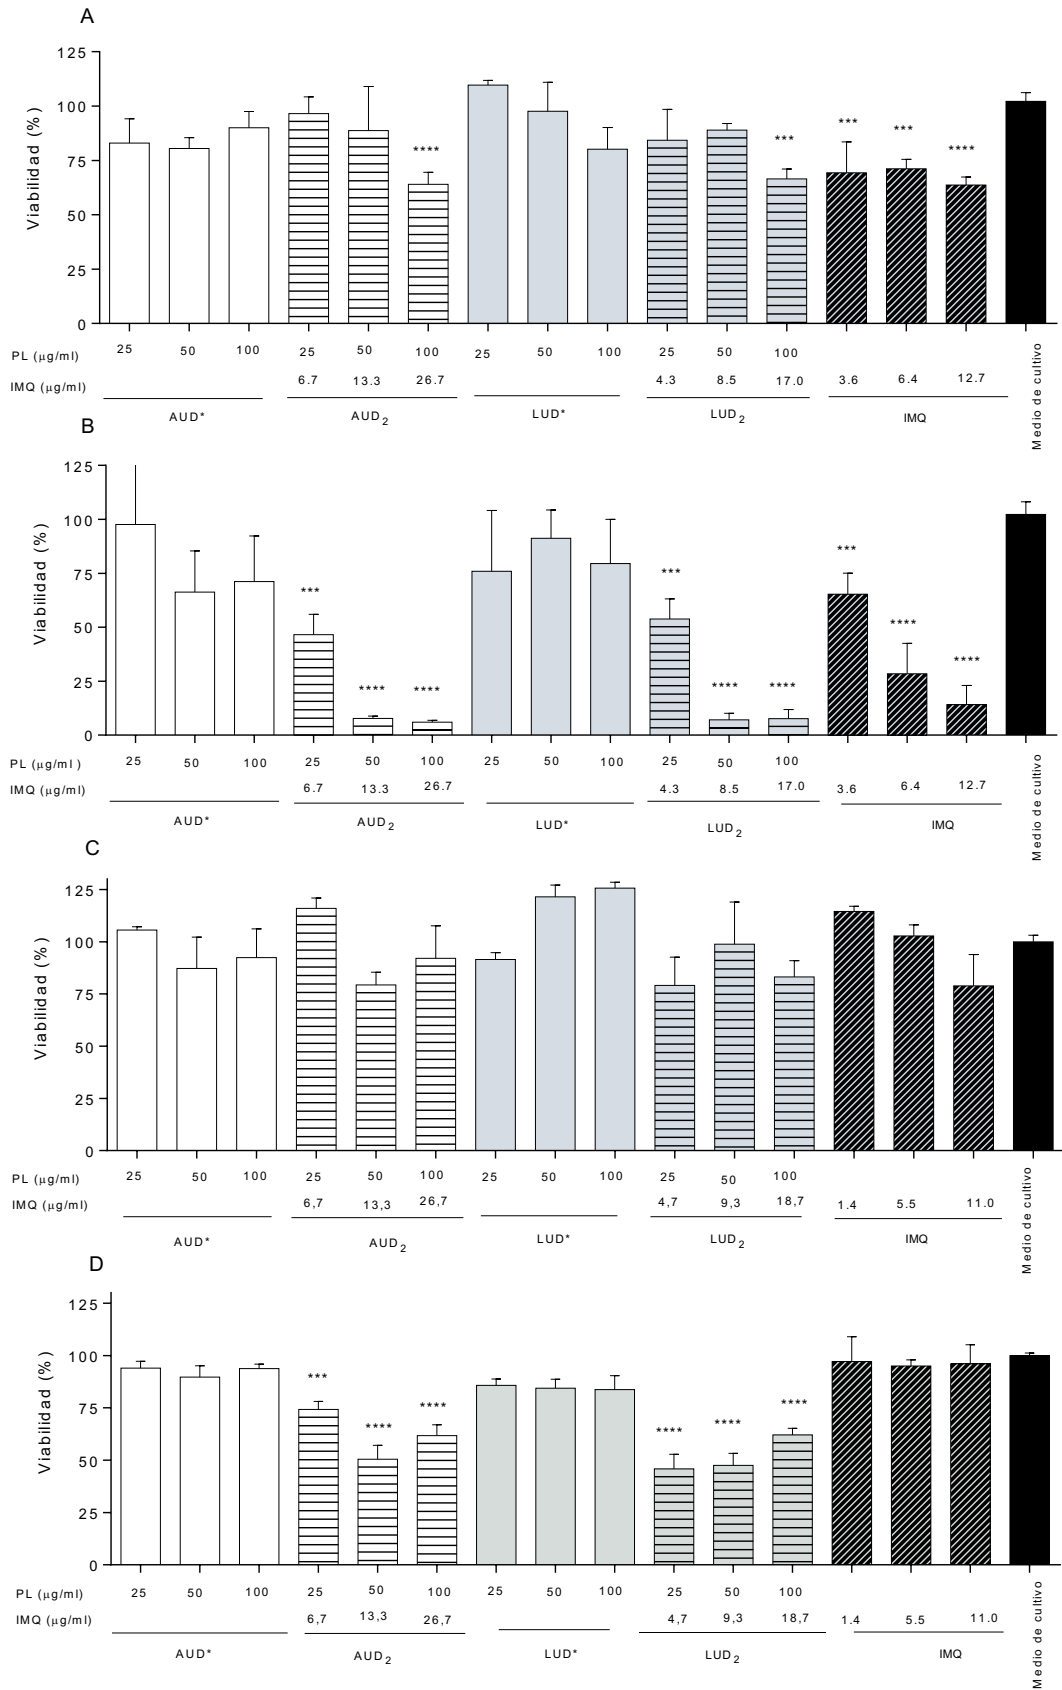 A
Viabilidad (%)
125
100
75
50
25
0
*** *** *** **** **** 
PL (μg/ml) 25 50 100 25 50 100 25 50 100 25 50 100
IMQ (μg/ml) 6.7 13.3 26.7 4.3 8.5 17.0 3.6 6.4 12.7
AUD* AUD2 LUD* LUD2 IMQ Medio de cultivo
B
Viabilidad (%)
125
100
75
50
25
0
*** **** **** *** **** **** *** **** ****
PL (μg/ml ) 25 50 100 25 50 100 25 50 100 25 50 100
IMQ (μg/ml) 6.7 13.3 26.7 4.3 8.5 17.0 3.6 6.4 12.7
AUD* AUD2 LUD* LUD2 IMQ Medio de cultivo
C
Viabilidad (%)
125
100
75
50
25
0
PL (μg/ml) 25 50 100 25 50 100 25 50 100 25 50 100
IMQ (μg/ml) 6,7 13,3 26,7 4,7 9,3 18,7 1.4 5.5 11.0
AUD* AUD2 LUD* LUD2 IMQ Medio de cultivo
D
Viabilidad (%)
125
100
75
50
25
0
*** **** **** **** **** ****
PL (μg/ml) 25 50 100 25 50 100 25 50 100 25 50 100
IMQ (μg/ml) 6,7 13,3 26,7 4,7 9,3 18,7 1.4 5.5 11.0
AUD* AUD2 LUD* LUD2 IMQ Medio de cultivo